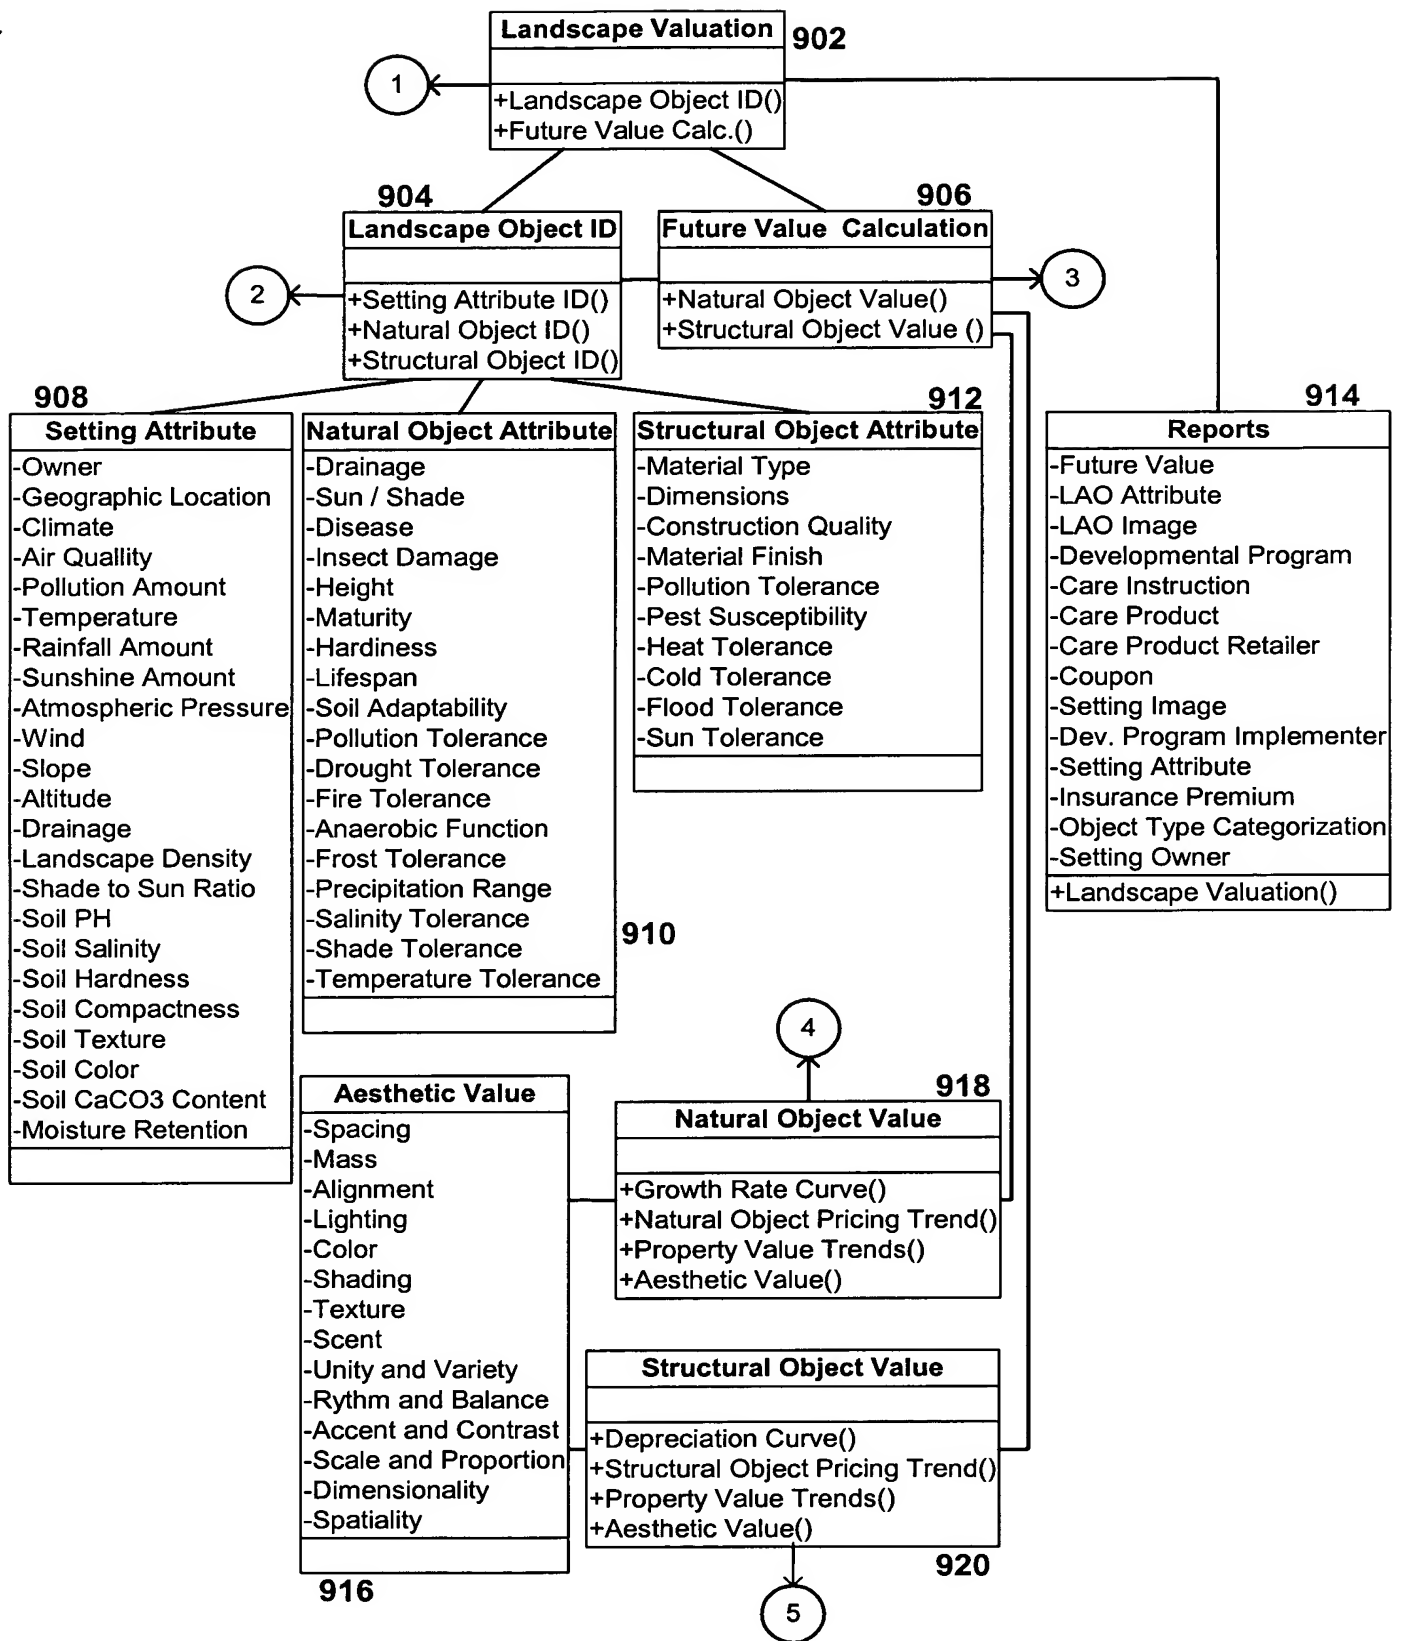 Landscape Valuation
902
1
+Landscape Object ID()
+Future Value Calc.()
904
Landscape Object ID
2
+Setting Attribute ID()
+Natural Object ID()
+Structural Object ID()
906
Future Value Calculation
3
+Natural Object Value()
+Structural Object Value ()
908
Setting Attribute
-Owner
-Geographic Location
-Climate
-Air Quallity
-Pollution Amount
-Temperature
-Rainfall Amount
-Sunshine Amount
-Atmospheric Pressure
-Wind
-Slope
-Altitude
-Drainage
-Landscape Density
-Shade to Sun Ratio
-Soil PH
-Soil Salinity
-Soil Hardness
-Soil Compactness
-Soil Texture
-Soil Color
-Soil CaCO3 Content
-Moisture Retention
Natural Object Attribute
-Drainage
-Sun / Shade
-Disease
-Insect Damage
-Height
-Maturity
-Hardiness
-Lifespan
-Soil Adaptability
-Pollution Tolerance
-Drought Tolerance
-Fire Tolerance
-Anaerobic Function
-Frost Tolerance
-Precipitation Range
-Salinity Tolerance
-Shade Tolerance
-Temperature Tolerance
910
912
Structural Object Attribute
-Material Type
-Dimensions
-Construction Quality
-Material Finish
-Pollution Tolerance
-Pest Susceptibility
-Heat Tolerance
-Cold Tolerance
-Flood Tolerance
-Sun Tolerance
914
Reports
-Future Value
-LAO Attribute
-LAO Image
-Developmental Program
-Care Instruction
-Care Product
-Care Product Retailer
-Coupon
-Setting Image
-Dev. Program Implementer
-Setting Attribute
-Insurance Premium
-Object Type Categorization
-Setting Owner
+Landscape Valuation()
Aesthetic Value
-Spacing
-Mass
-Alignment
-Lighting
-Color
-Shading
-Texture
-Scent
-Unity and Variety
-Rythm and Balance
-Accent and Contrast
-Scale and Proportion
-Dimensionality
-Spatiality
916
4
918
Natural Object Value
+Growth Rate Curve()
+Natural Object Pricing Trend()
+Property Value Trends()
+Aesthetic Value()
Structural Object Value
+Depreciation Curve()
+Structural Object Pricing Trend()
+Property Value Trends()
+Aesthetic Value()
920
5